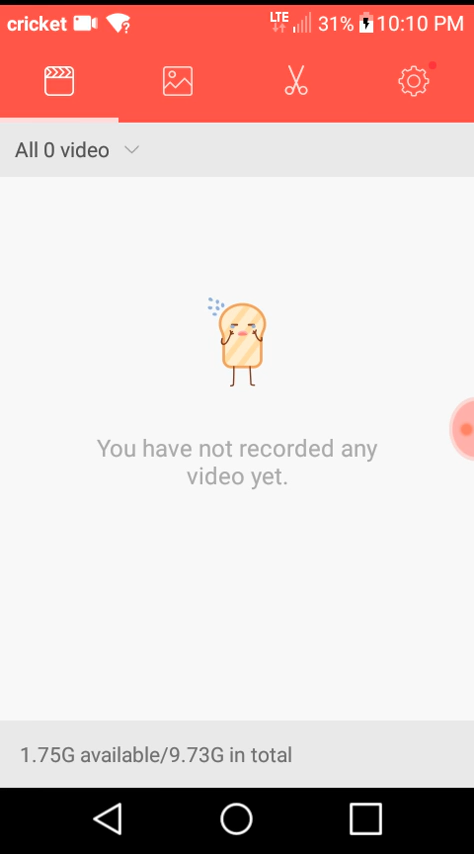 cricket LTE 31% 10:10 PM
All 0 video
You have not recorded any
video yet.
1.75G available/9.73G in total